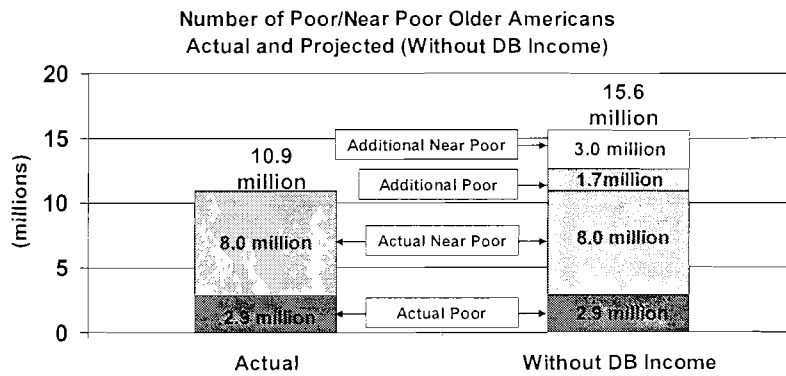 Number of Poor/Near Poor Older Americans
Actual and Projected (Without DB Income)
(millions)
20
15
10
5
0
10.9
million
8.0 million
2.9 million
Additional Near Poor
Additional Poor
Actual Near Poor
Actual Poor
15.6
million
3.0 million
1.7million
8.0 million
2.9 million
Actual
Without DB Income